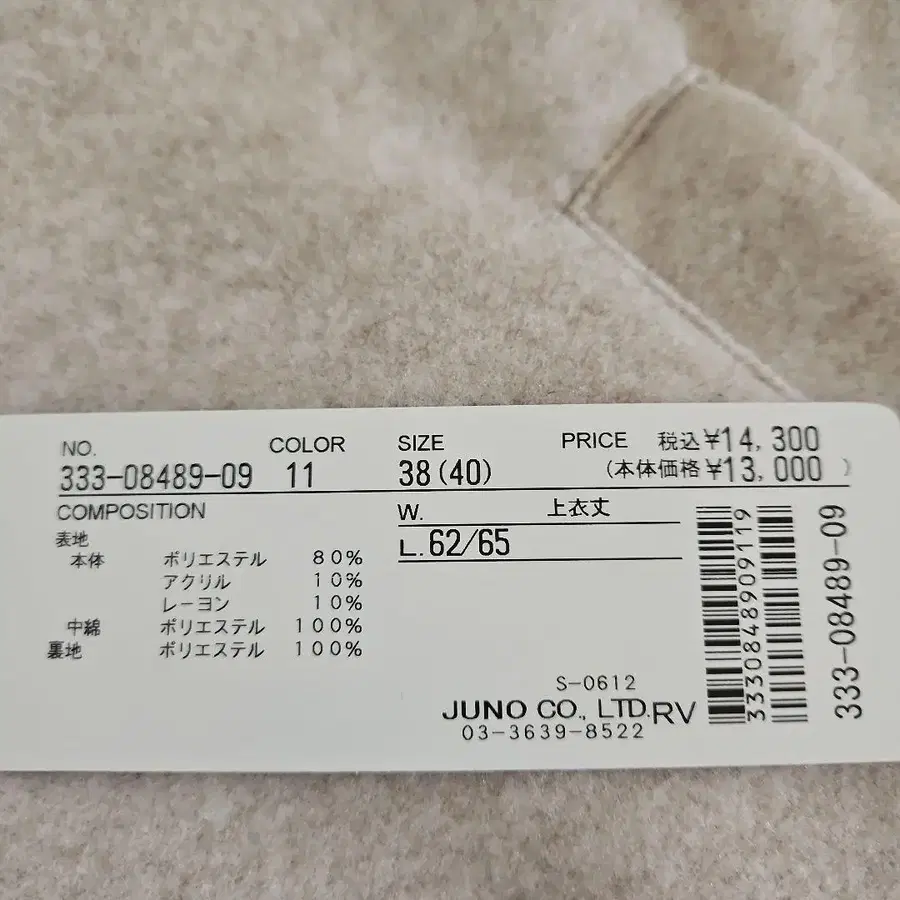 NO. COLOR SIZE PRICE 税込¥14,300
333-08489-09 11 38(40) (本体価格¥13,000 )
COMPOSITION W. 上衣丈
表地 L. 62/65
本体 ポリエステル 80%
アクリル 10%
レーヨン 10%
中綿 ポリエステル 100%
裏地 ポリエステル 100%
S-0612
JUNO CO., LTD. RV
03-3639-8522
3330848909119
333-08489-09